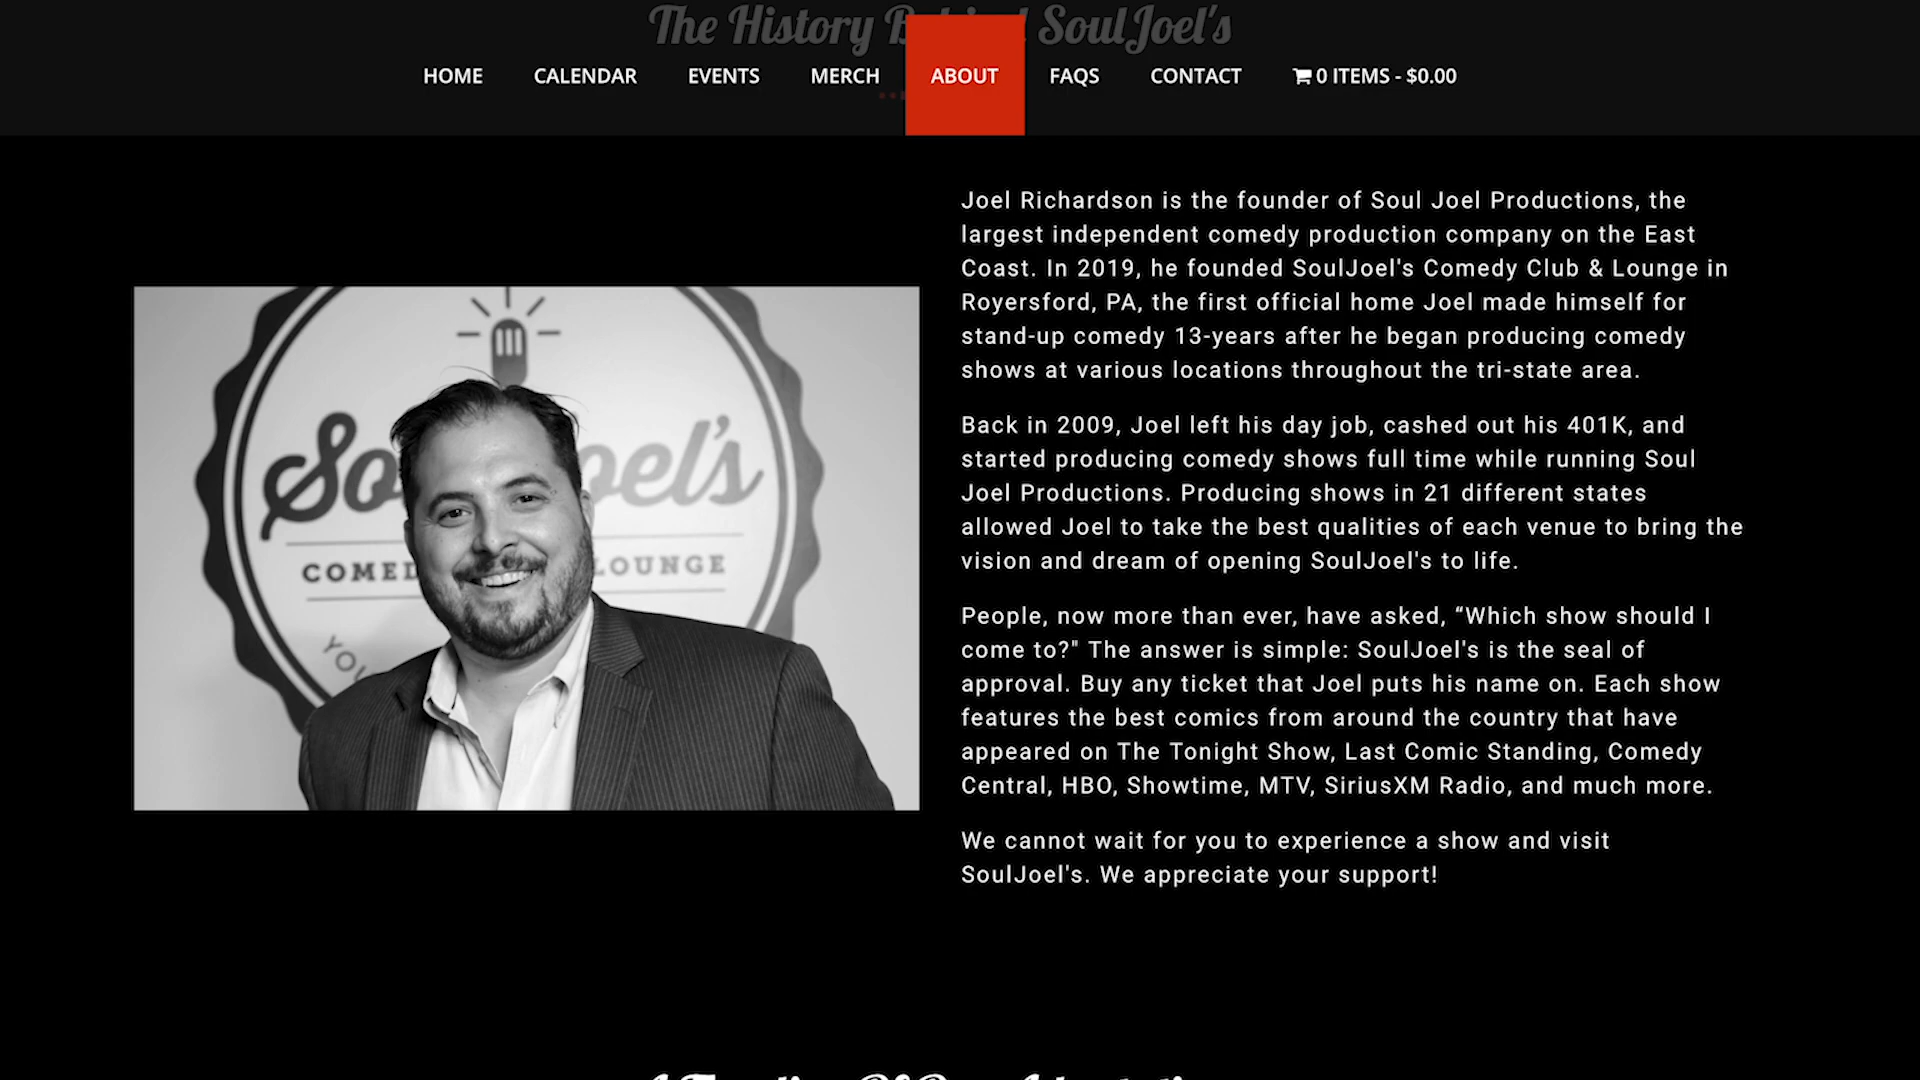 The History Behind SoulJoel's
HOME CALENDAR EVENTS MERCH ABOUT FAQS CONTACT 0 ITEMS - $0.00
Joel Richardson is the founder of Soul Joel Productions, the
largest independent comedy production company on the East
Coast. In 2019, he founded SoulJoel's Comedy Club & Lounge in
Royersford, PA, the first official home Joel made himself for
stand-up comedy 13-years after he began producing comedy
shows at various locations throughout the tri-state area.
Back in 2009, Joel left his day job, cashed out his 401K, and
started producing comedy shows full time while running Soul
Joel Productions. Producing shows in 21 different states
allowed Joel to take the best qualities of each venue to bring the
vision and dream of opening SoulJoel's to life.
People, now more than ever, have asked, “Which show should I
come to?" The answer is simple: SoulJoel's is the seal of
approval. Buy any ticket that Joel puts his name on. Each show
features the best comics from around the country that have
appeared on The Tonight Show, Last Comic Standing, Comedy
Central, HBO, Showtime, MTV, SiriusXM Radio, and much more.
We cannot wait for you to experience a show and visit
SoulJoel's. We appreciate your support!
So oel's
COMED LOUNGE
YOU